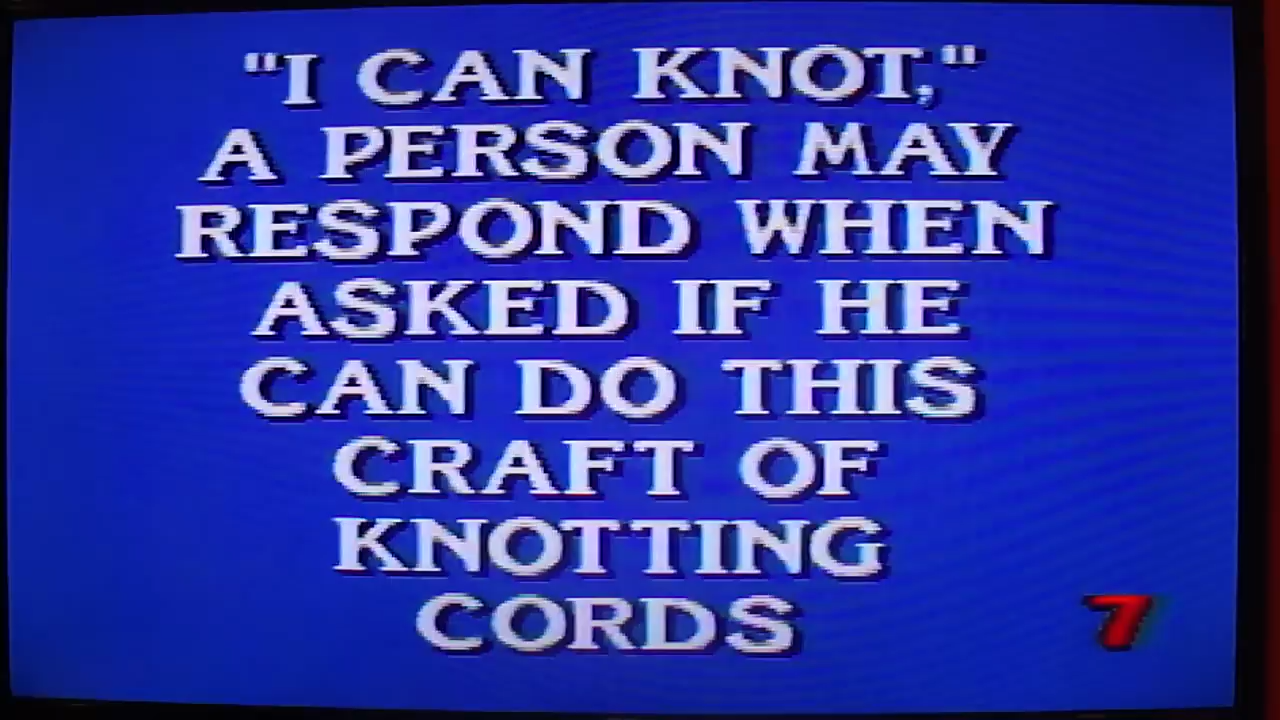 "I CAN KNOT,"
A PERSON MAY
RESPOND WHEN
ASKED IF HE
CAN DO THIS
CRAFT OF
KNOTTING
CORDS
7